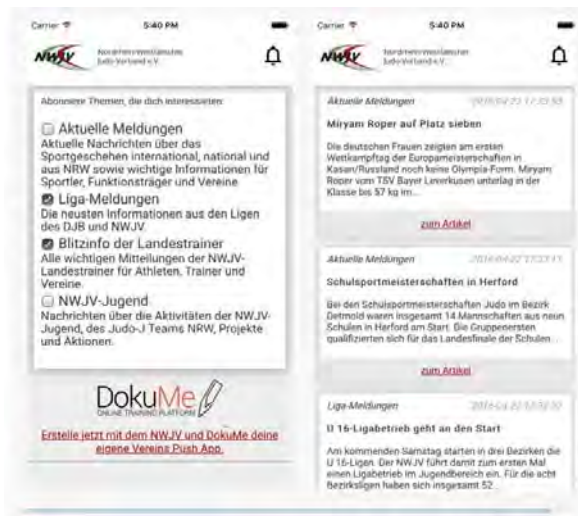 Carrier 5:40 PM
NWJV Nordrhein-Westfälischer
Judo-Verband e.V.
Abonniere Themen, die dich interessieren:
Aktuelle Meldungen
Aktuelle Nachrichten über das
Sportgeschehen international, national und
aus NRW sowie wichtige Informationen für
Sportler, Funktionsträger und Vereine
Liga-Meldungen
Die neusten Informationen aus den Ligen
des DJB und NWJV.
Blitzinfo der Landestrainer
Alle wichtigen Mitteilungen der NWJV-
Landestrainer für Athleten, Trainer und
Vereine.
NWJV-Jugend
Nachrichten über die Aktivitäten der NWJV-
Jugend, des Judo-J Teams NRW, Projekte
und Aktionen.
DokuMe
ONLINE TRAINING PLATFORM
Erstelle jetzt mit dem NWJV und DokuMe deine
eigene Vereins Push App.
Carrier 5:40 PM
NWJV Nordrhein-Westfälischer
Judo-Verband e.V.
Aktuelle Meldungen
Miryam Roper auf Platz sieben
Die deutschen Frauen zeigten am ersten
Wettkampftag der Europameisterschaften in
Kasan/Russland noch keine Olympia-Form. Miryam
Roper vom TSV Bayer Leverkusen unterlag in der
Klasse bis 57 kg im...
zum Artikel
Aktuelle Meldungen
Schulsportmeisterschaften in Herford
Bei den Schulsportmeisterschaften Judo im Bezirk
Detmold waren insgesamt 14 Mannschaften aus neun
Schulen in Herford am Start. Die Gruppenersten
qualifizierten sich für das Landesfinale der Schulen...
zum Artikel
Liga-Meldungen
U 16-Ligabetrieb geht an den Start
Am kommenden Samstag starten in drei Bezirken die
U 16-Ligen. Der NWJV führt damit zum ersten Mal
einen Ligabetrieb im Jugendbereich ein. Für die acht
Bezirksligen haben sich insgesamt 52...